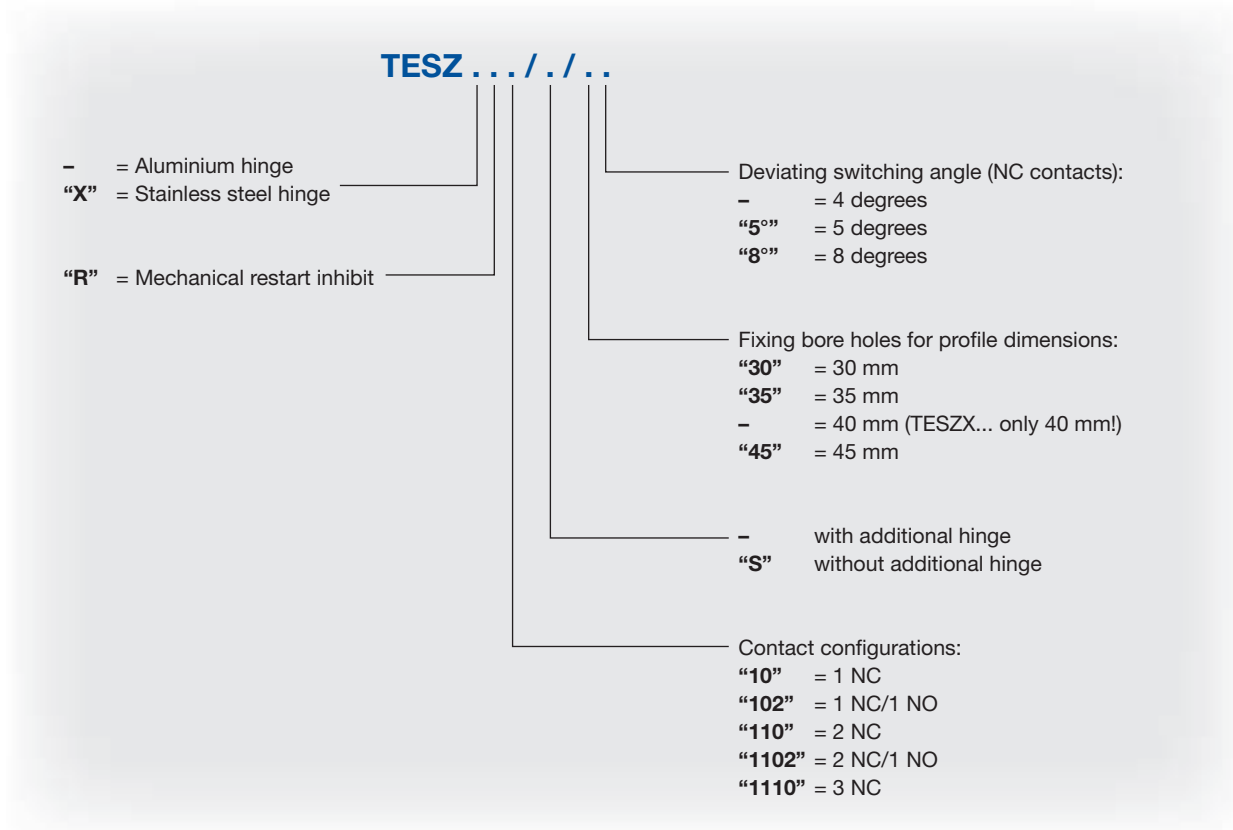 TESZ . . . / . / . .
– = Aluminium hinge
“X” = Stainless steel hinge
“R” = Mechanical restart inhibit
Deviating switching angle (NC contacts):
– = 4 degrees
“5°” = 5 degrees
“8°” = 8 degrees
Fixing bore holes for profile dimensions:
“30” = 30 mm
“35” = 35 mm
– = 40 mm (TESZX... only 40 mm!)
“45” = 45 mm
– with additional hinge
“S” without additional hinge
Contact configurations:
“10” = 1 NC
“102” = 1 NC/1 NO
“110” = 2 NC
“1102” = 2 NC/1 NO
“1110” = 3 NC